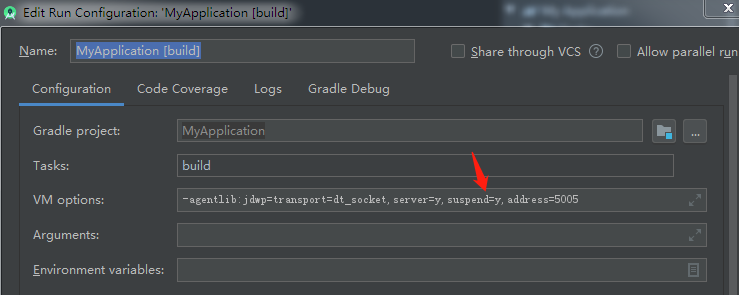 Edit Run Configuration: 'MyApplication [build]'
Name: MyApplication [build] Share through VCS ? Allow parallel run
Configuration Code Coverage Logs Gradle Debug
Gradle project: MyApplication ...
Tasks: build
VM options: -agentlib:jdwp=transport=dt_socket,server=y,suspend=y,address=5005
Arguments:
Environment variables: